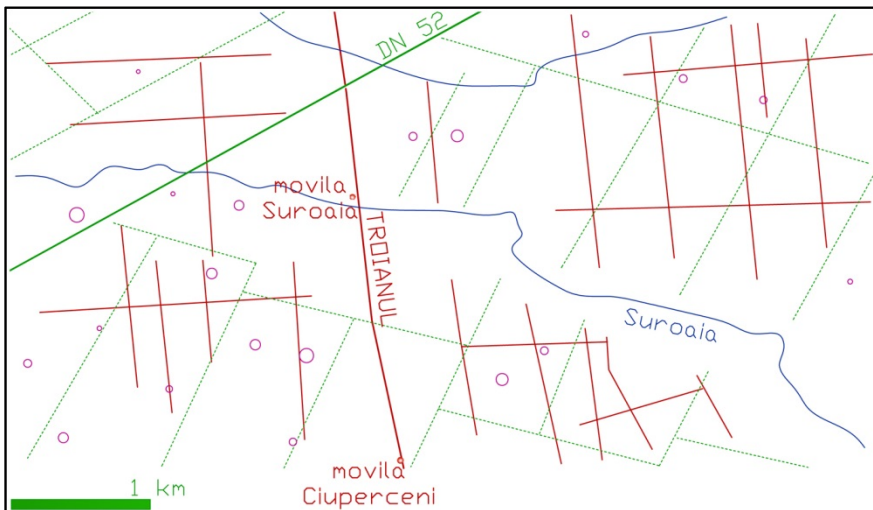 DN 52
movila
Suroaia
TROIANUL
Suroaia
movila
Ciuperceni
1 km